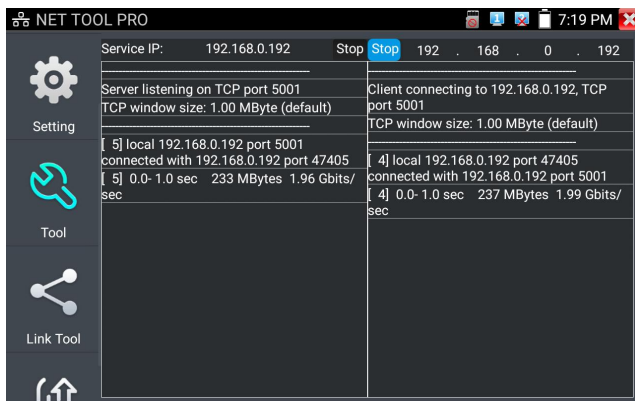 NET TOOL PRO
1
7:19 PM
Service IP: 192.168.0.192 Stop
Stop 192 . 168 . 0 . 192
Setting
Tool
Link Tool
------------------------------------------------------------
Server listening on TCP port 5001
TCP window size: 1.00 MByte (default)
------------------------------------------------------------
[ 5] local 192.168.0.192 port 5001
connected with 192.168.0.192 port 47405
[ 5] 0.0- 1.0 sec 233 MBytes 1.96 Gbits/
sec
------------------------------------------------------------
Client connecting to 192.168.0.192, TCP
port 5001
TCP window size: 1.00 MByte (default)
------------------------------------------------------------
[ 4] local 192.168.0.192 port 47405
connected with 192.168.0.192 port 5001
[ 4] 0.0- 1.0 sec 237 MBytes 1.99 Gbits/
sec